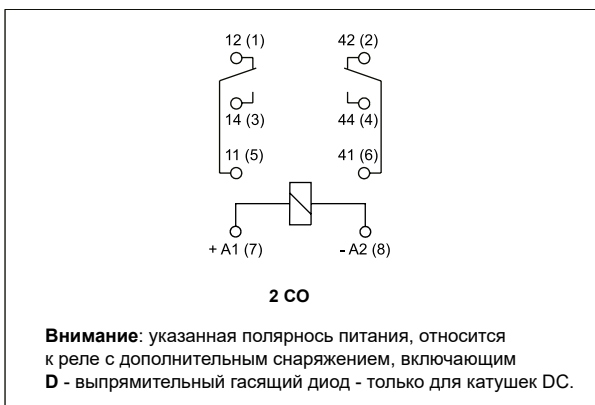 12 (1) 42 (2)
14 (3) 44 (4)
11 (5) 41 (6)
+ A1 (7) - A2 (8)
2 CO
Внимание: указанная полярнось питания, относится
к реле с дополнительным снаряжением, включающим
D - выпрямительный гасящий диод - только для катушек DC.